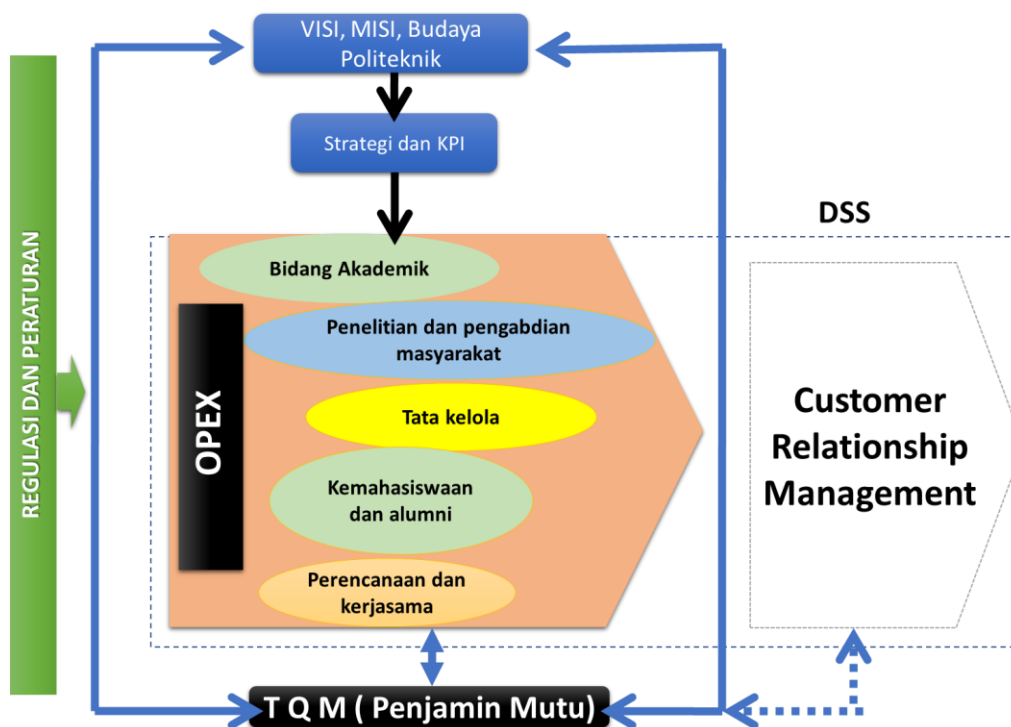 VISI, MISI, Budaya
Politeknik
Strategi dan KPI
REGULASI DAN PERATURAN
DSS
Bidang Akademik
Penelitian dan pengabdian
masyarakat
OPEX
Tata kelola
Kemahasiswaan
dan alumni
Perencanaan dan
kerjasama
Customer
Relationship
Management
T Q M ( Penjamin Mutu)